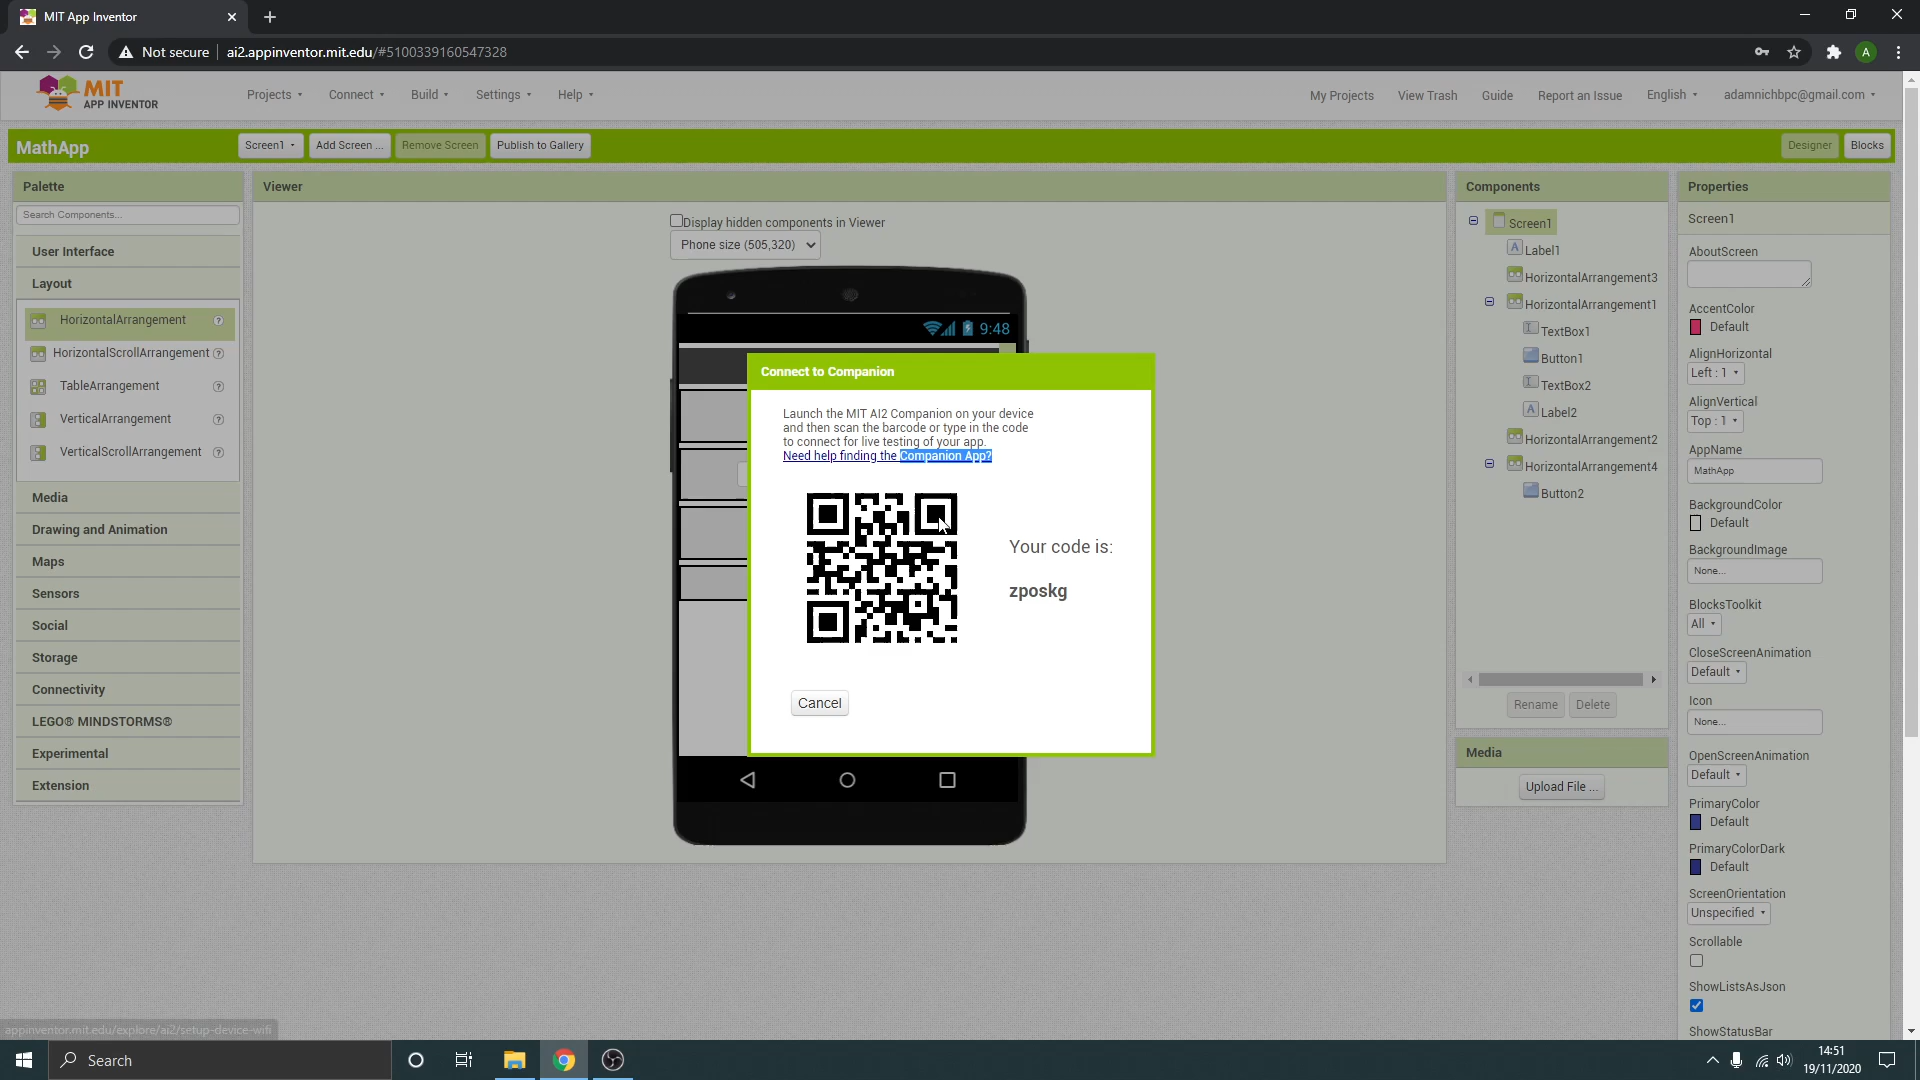 MIT App Inventor
Not secure
ai2.appinventor.mit.edu/#5100339160547328
A
MIT
APP INVENTOR
Projects
Connect
Build
Settings
Help
My Projects
View Trash
Guide
Report an Issue
English
adamnichbpc@gmail.com
MathApp
Screen1
Add Screen ...
Remove Screen
Publish to Gallery
Designer
Blocks
Palette
Search Components...
User Interface
Layout
HorizontalArrangement
HorizontalScrollArrangement
TableArrangement
VerticalArrangement
VerticalScrollArrangement
Media
Drawing and Animation
Maps
Sensors
Social
Storage
Connectivity
LEGO® MINDSTORMS®
Experimental
Extension
Viewer
Display hidden components in Viewer
Phone size (505,320)
9:48
Connect to Companion
Launch the MIT AI2 Companion on your device
and then scan the barcode or type in the code
to connect for live testing of your app.
Need help finding the Companion App?
Your code is:
zposkg
Cancel
Components
Screen1
Label1
HorizontalArrangement3
HorizontalArrangement1
TextBox1
Button1
TextBox2
Label2
HorizontalArrangement2
HorizontalArrangement4
Button2
Rename
Delete
Media
Upload File ...
Properties
Screen1
AboutScreen
AccentColor
Default
AlignHorizontal
Left : 1
AlignVertical
Top : 1
AppName
MathApp
BackgroundColor
Default
BackgroundImage
None...
BlocksToolkit
All
CloseScreenAnimation
Default
Icon
None...
OpenScreenAnimation
Default
PrimaryColor
Default
PrimaryColorDark
Default
ScreenOrientation
Unspecified
Scrollable
ShowListsAsJson
ShowStatusBar
appinventor.mit.edu/explore/ai2/setup-device-wifi
Search
14:51
19/11/2020